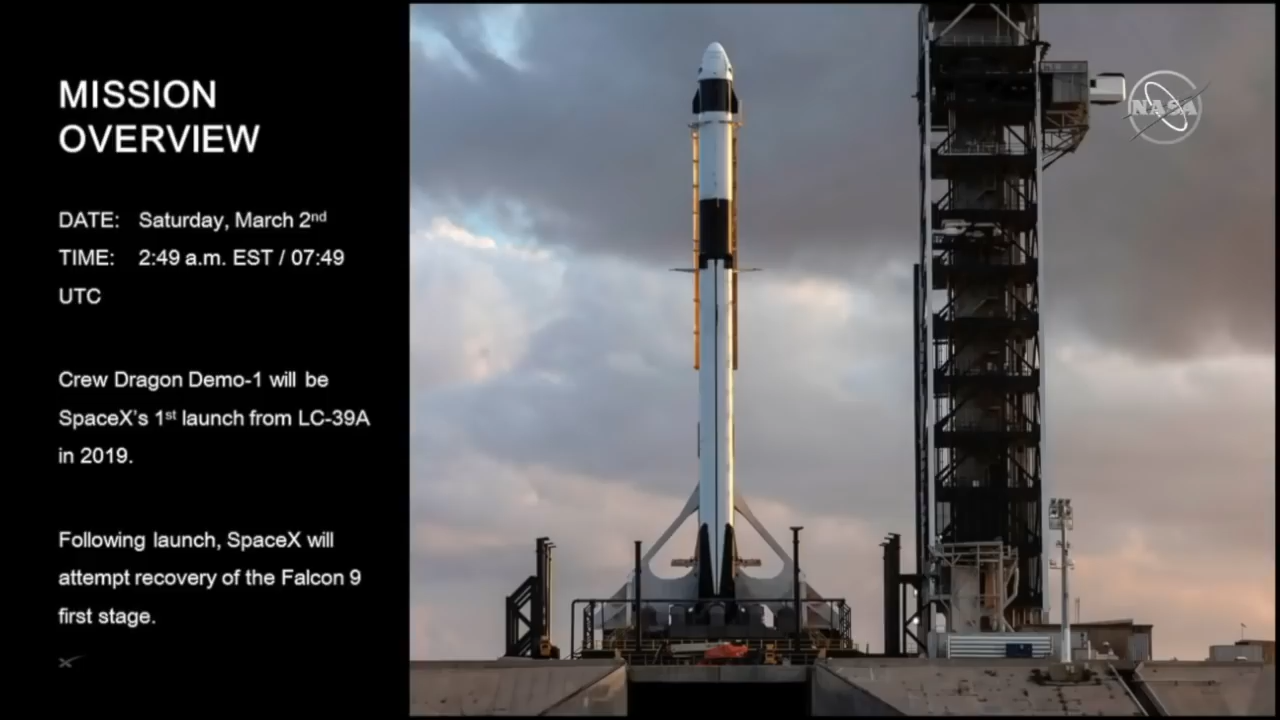 MISSION
OVERVIEW
DATE: Saturday, March 2nd
TIME: 2:49 a.m. EST / 07:49
UTC
Crew Dragon Demo-1 will be
SpaceX's 1st launch from LC-39A
in 2019.
Following launch, SpaceX will
attempt recovery of the Falcon 9
first stage.
NASA